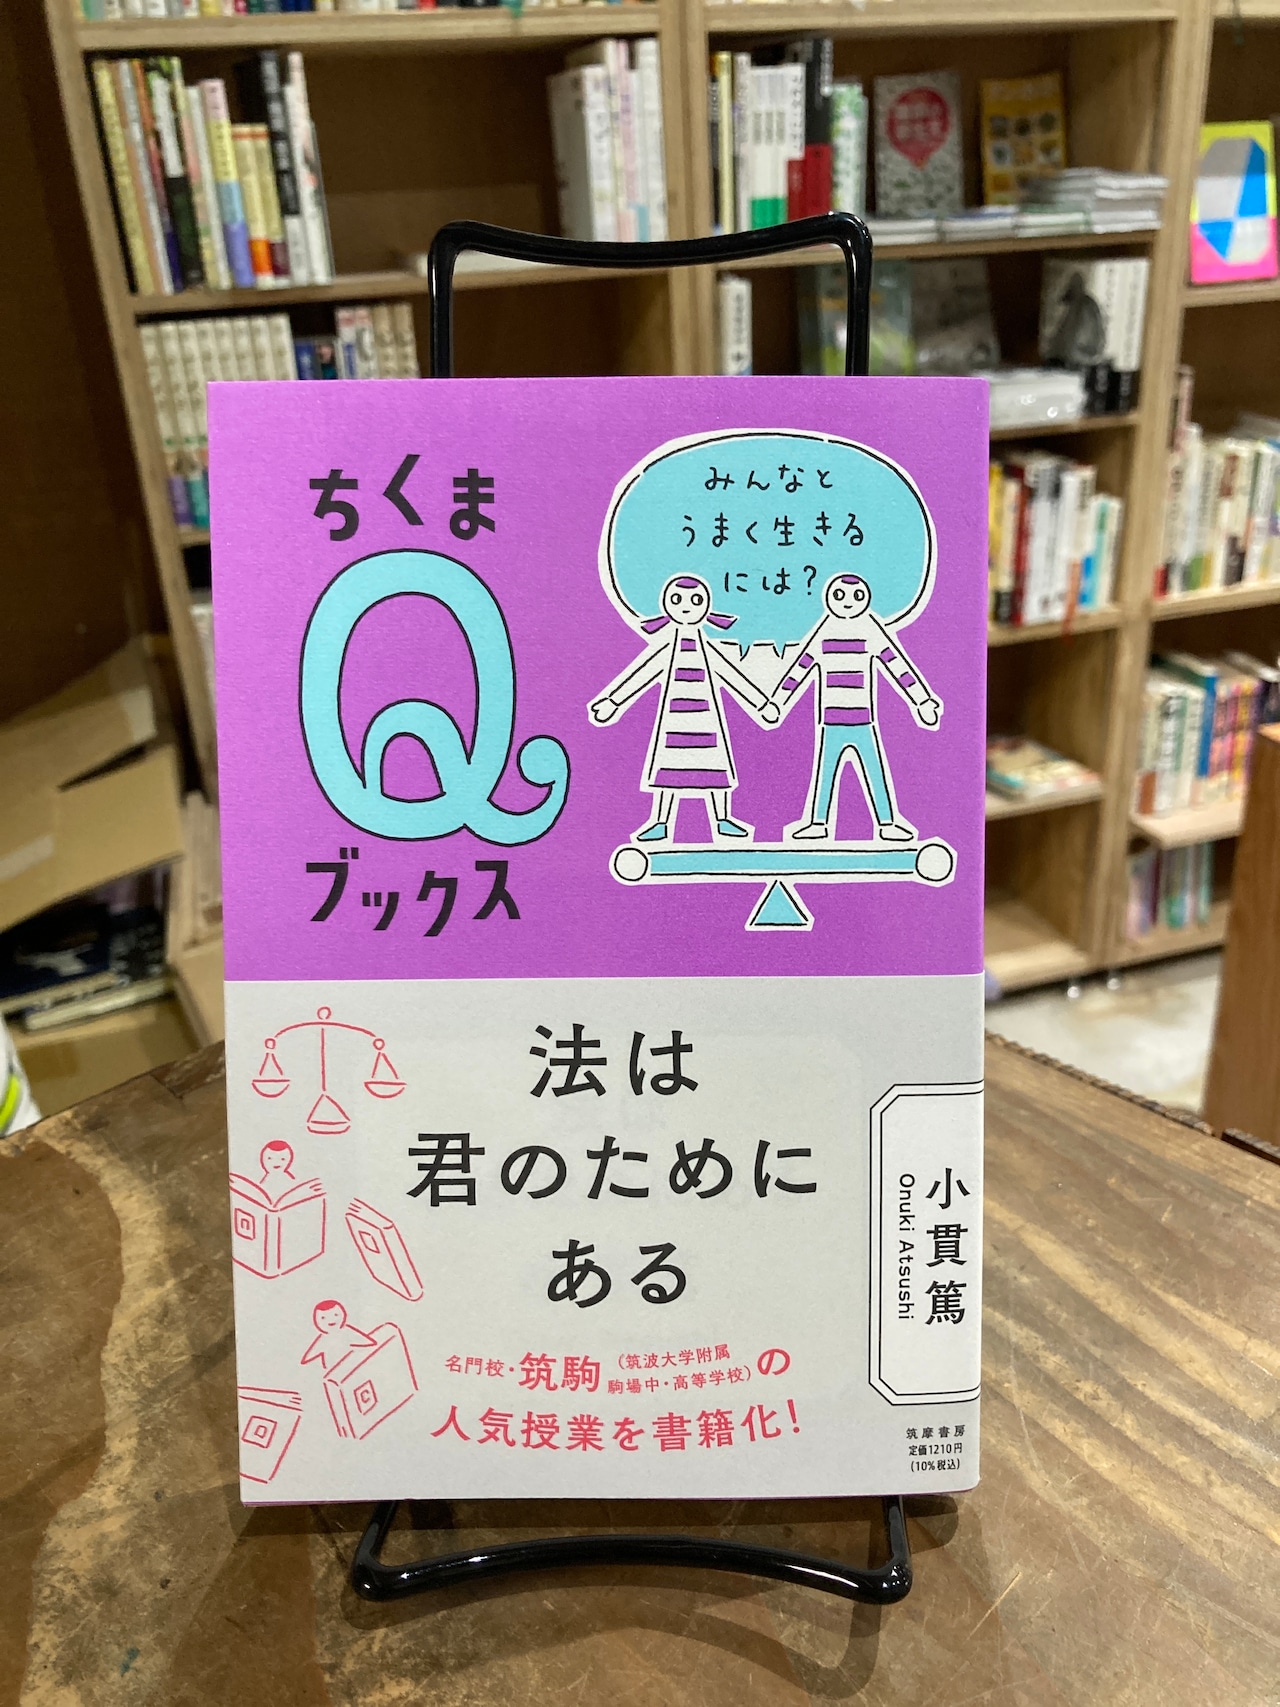 ちくま
Q
ブックス
みんなと
うまく生きる
には?
法は
君のために
ある
小貫篤
Onuki Atsushi
名門校・筑駒(筑波大学附属駒場中・高等学校)の
人気授業を書籍化!
筑摩書房
定価1210円
(10%税込)